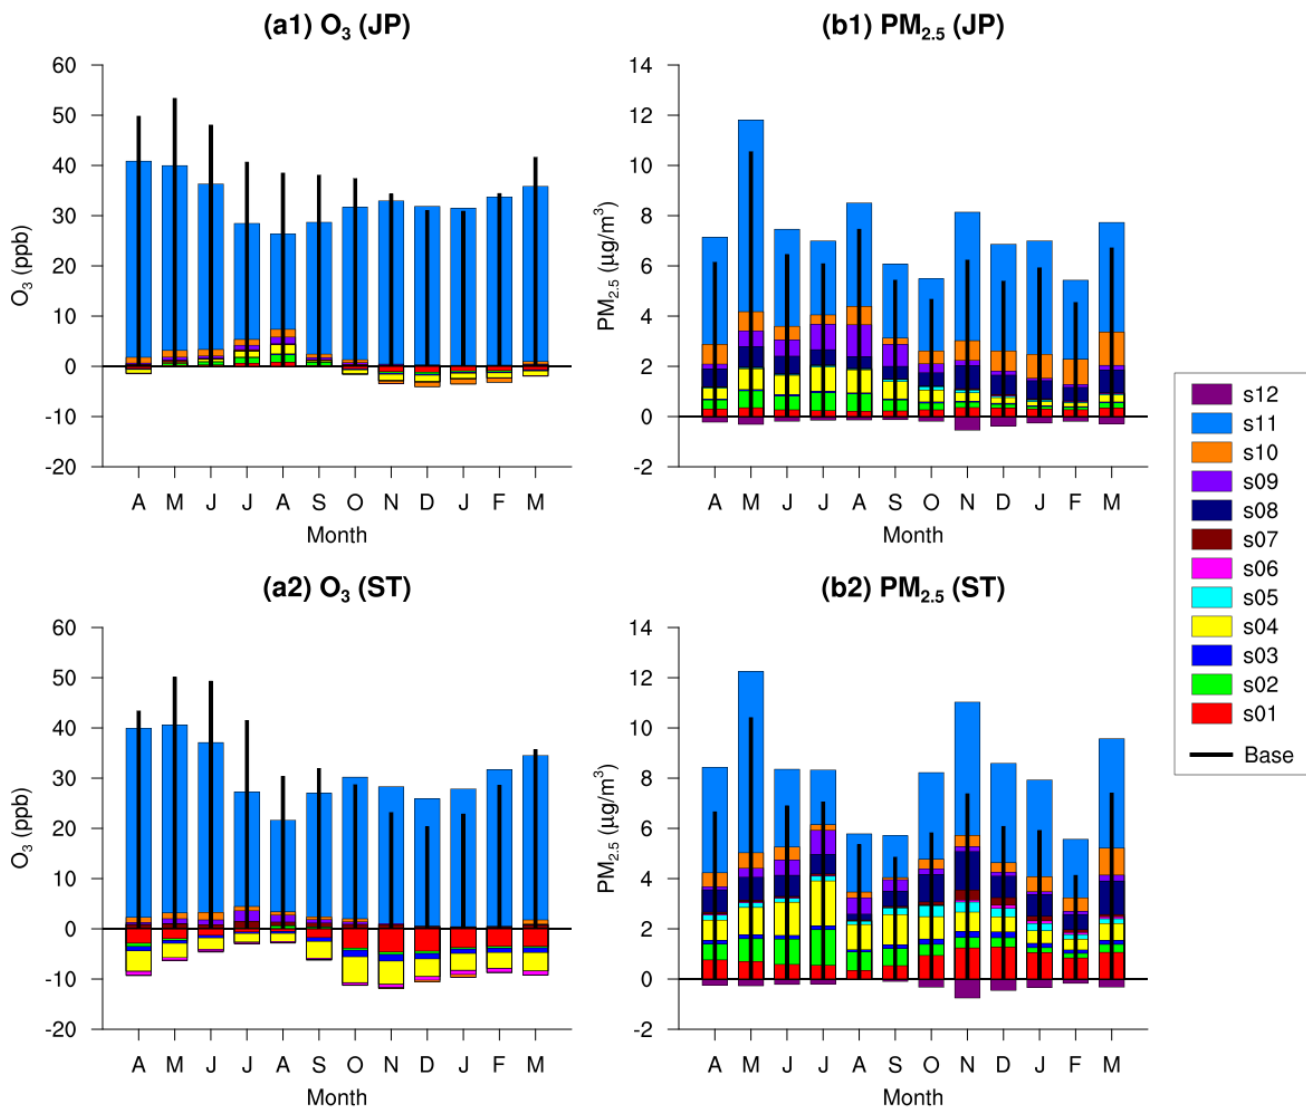 (a1) O₃ (JP)
60
50
40
30
20
10
0
-10
-20
O₃ (ppb)
A M J J A S O N D J F M
Month
(b1) PM₂.₅ (JP)
14
12
10
8
6
4
2
0
-2
PM₂.₅ (μg/m³)
A M J J A S O N D J F M
Month
(a2) O₃ (ST)
60
50
40
30
20
10
0
-10
-20
O₃ (ppb)
A M J J A S O N D J F M
Month
(b2) PM₂.₅ (ST)
14
12
10
8
6
4
2
0
-2
PM₂.₅ (μg/m³)
A M J J A S O N D J F M
Month
s12
s11
s10
s09
s08
s07
s06
s05
s04
s03
s02
s01
Base